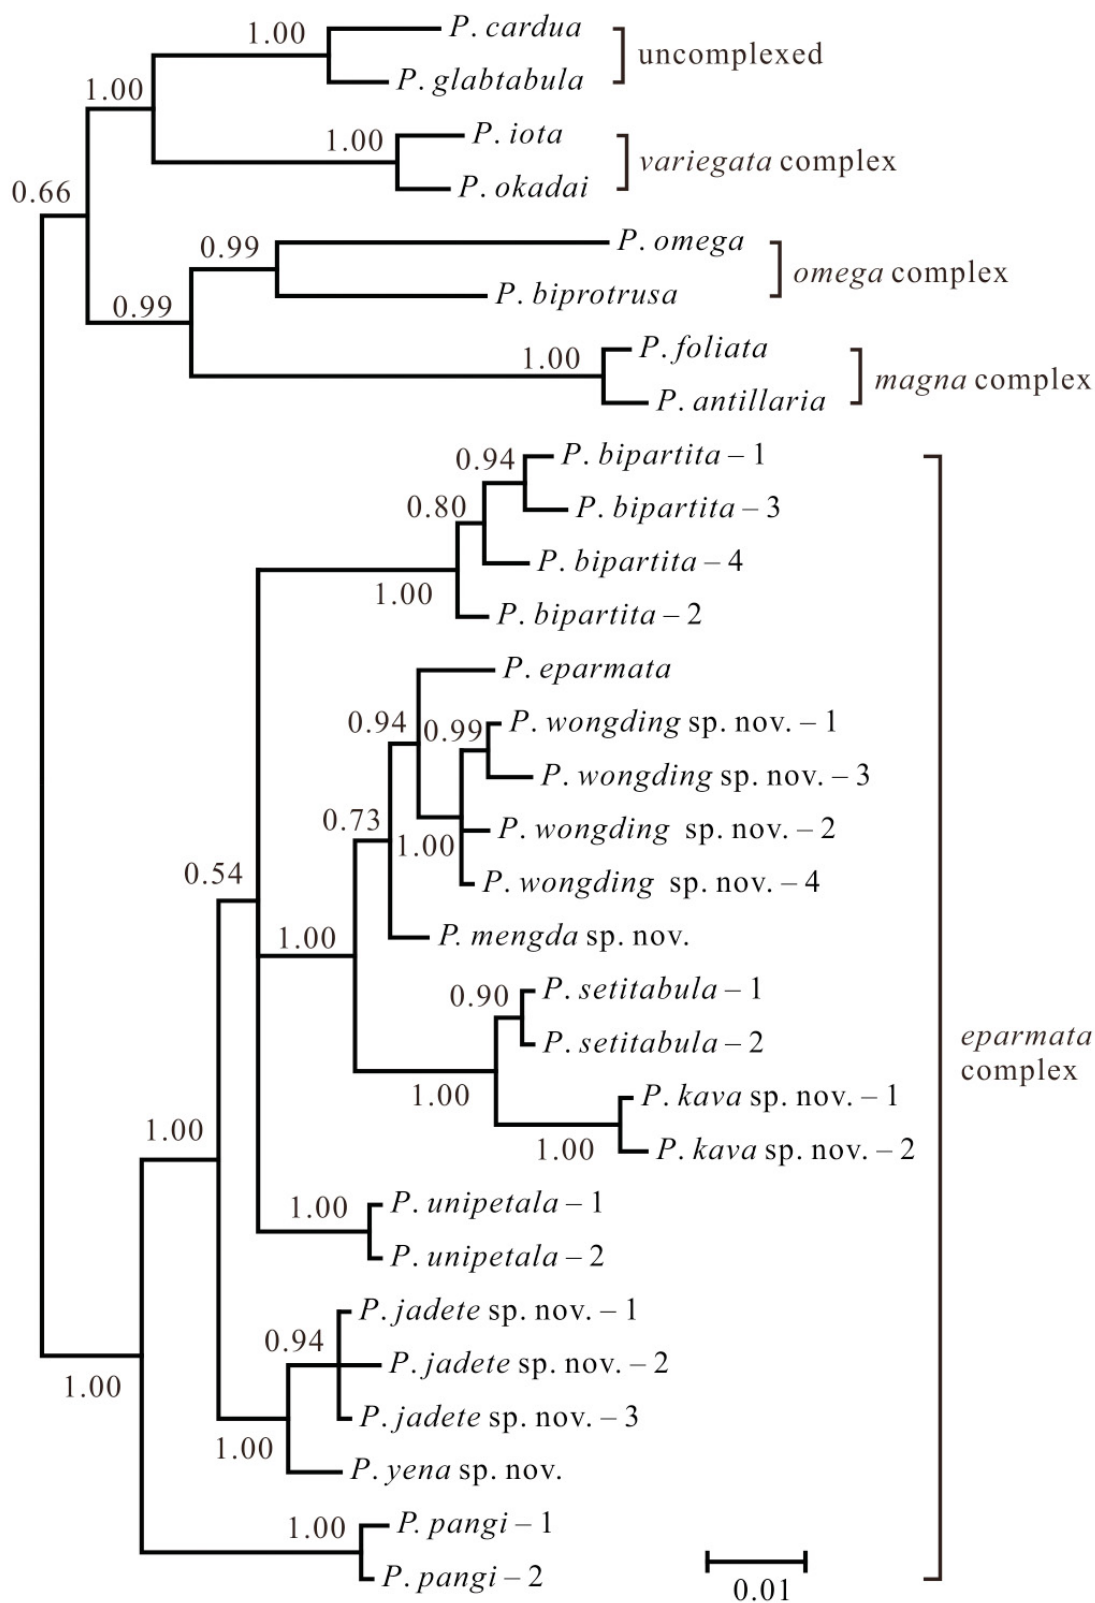 1.00
P. cardua
uncomplexed
P. glabtabula
1.00
1.00
P. iota
variegata complex
P. okadai
0.66
0.99
P. omega
omega complex
P. biprotrusa
0.99
1.00
P. foliata
magna complex
P. antillaria
0.94
P. bipartita – 1
0.80
P. bipartita – 3
P. bipartita – 4
1.00
P. bipartita – 2
P. eparmata
0.94
0.99
P. wongding sp. nov. – 1
P. wongding sp. nov. – 3
0.73
P. wongding sp. nov. – 2
1.00
P. wongding sp. nov. – 4
0.54
1.00
P. mengda sp. nov.
0.90
P. setitabula – 1
P. setitabula – 2
eparmata
complex
1.00
P. kava sp. nov. – 1
1.00
1.00
P. kava sp. nov. – 2
1.00
P. unipetala – 1
P. unipetala – 2
P. jadete sp. nov. – 1
0.94
P. jadete sp. nov. – 2
1.00
P. jadete sp. nov. – 3
1.00
P. yena sp. nov.
1.00
P. pangi – 1
P. pangi – 2
0.01